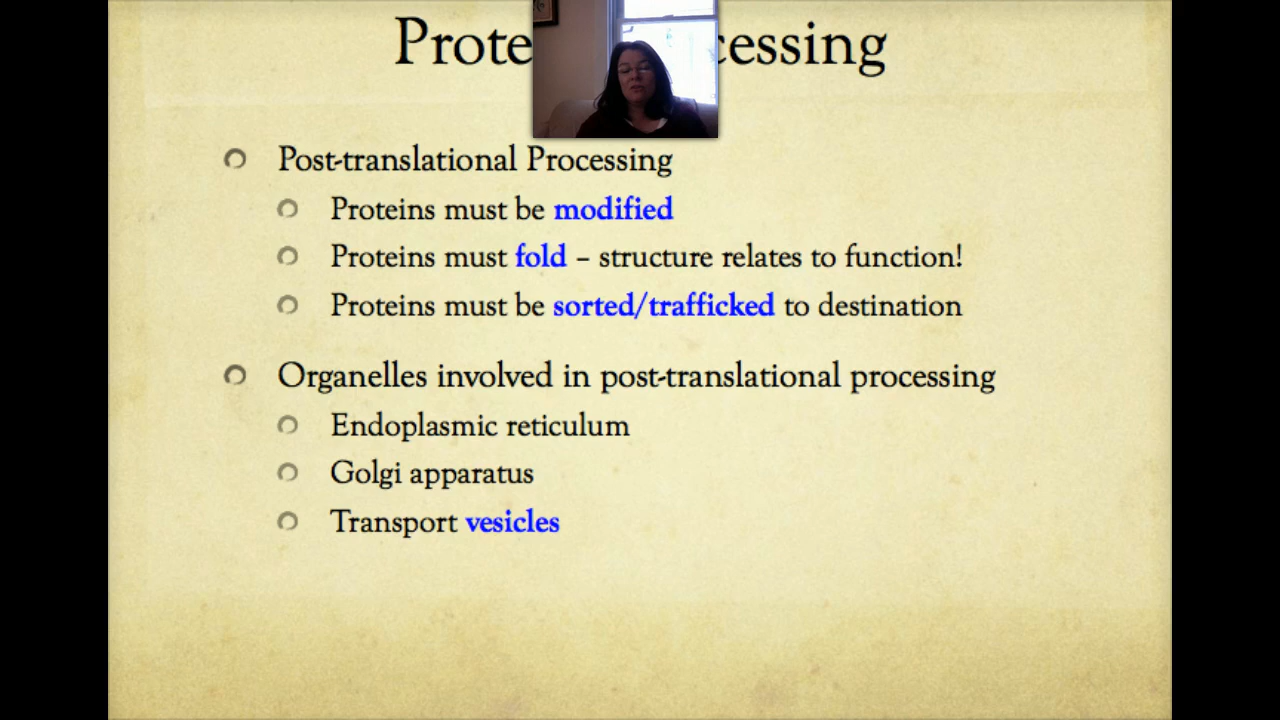 Prote cessing
Post-translational Processing
Proteins must be modified
Proteins must fold – structure relates to function!
Proteins must be sorted/trafficked to destination
Organelles involved in post-translational processing
Endoplasmic reticulum
Golgi apparatus
Transport vesicles